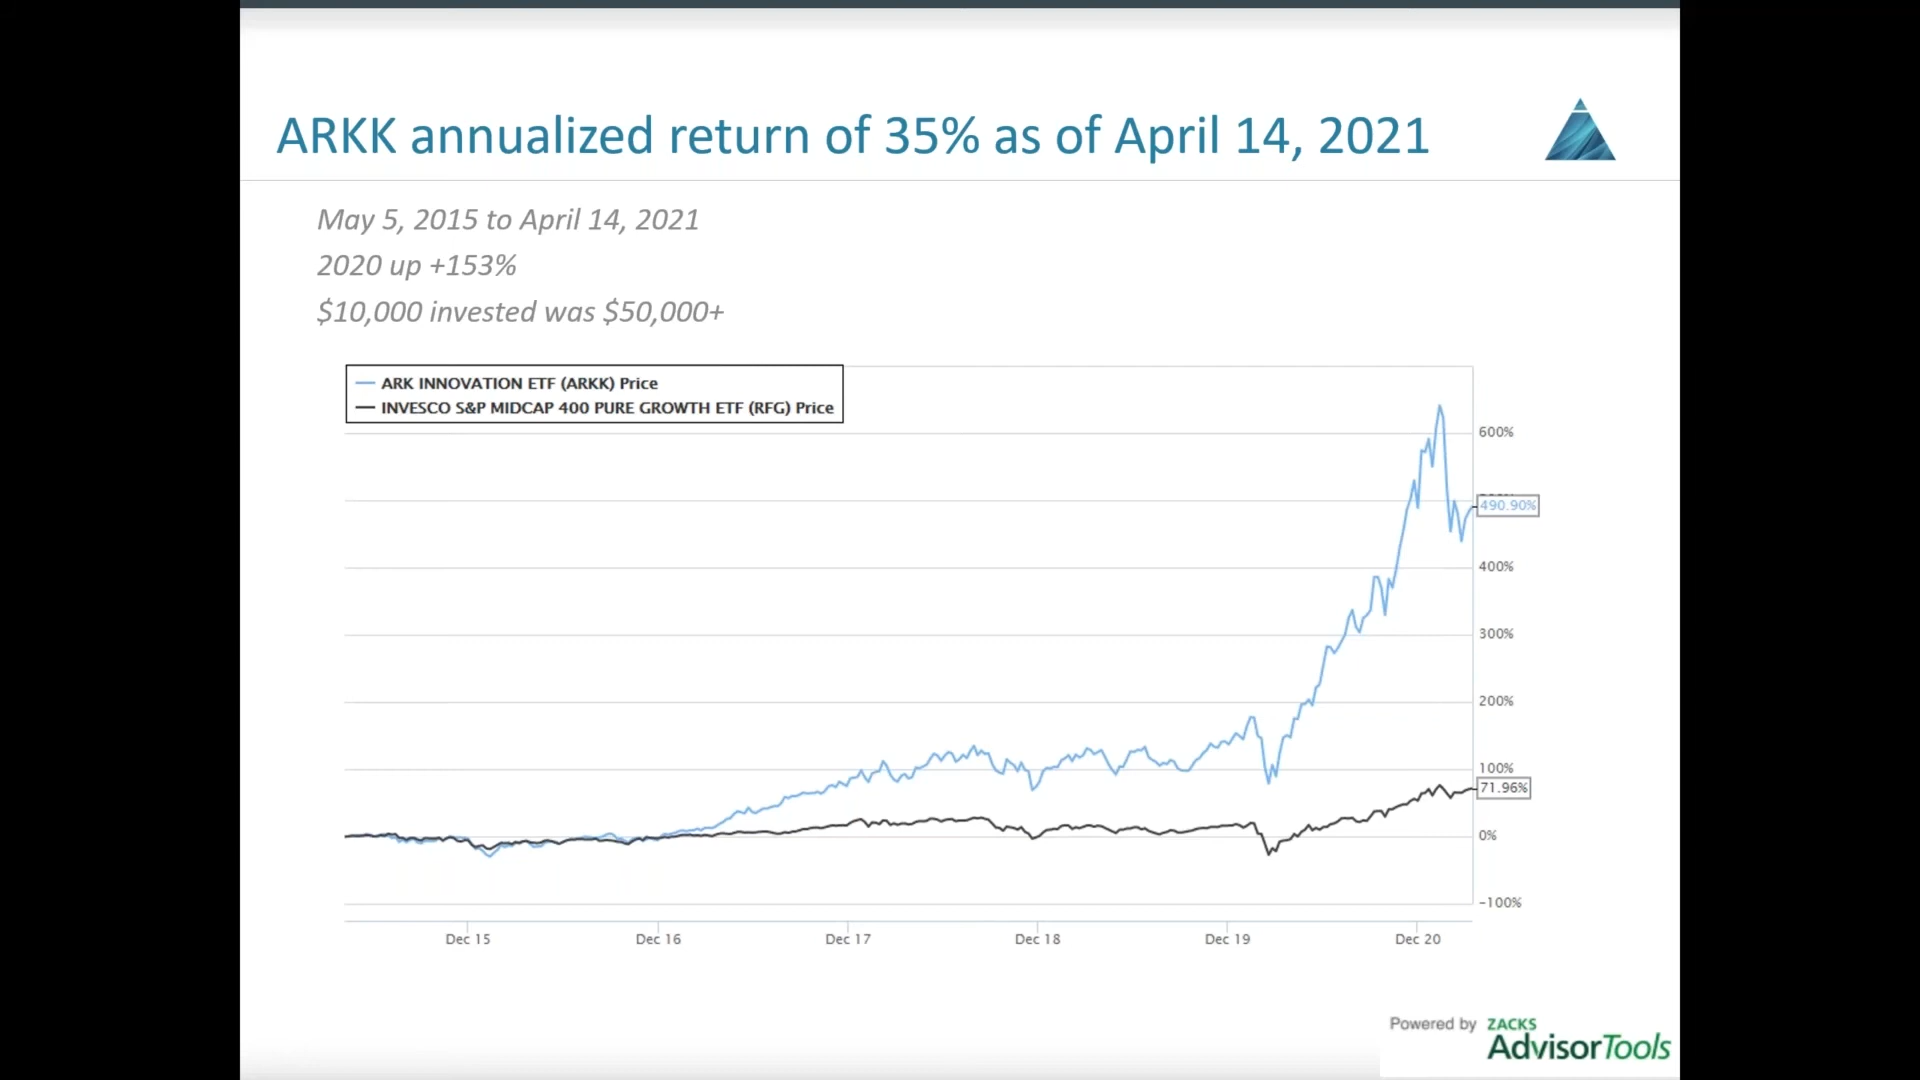 ARKK annualized return of 35% as of April 14, 2021
May 5, 2015 to April 14, 2021
2020 up +153%
$10,000 invested was $50,000+
ARK INNOVATION ETF (ARKK) Price
INVESCO S&P MIDCAP 400 PURE GROWTH ETF (RFG) Price
600%
490.90%
400%
300%
200%
100%
71.96%
0%
-100%
Dec 15 Dec 16 Dec 17 Dec 18 Dec 19 Dec 20
Powered by ZACKS
AdvisorTools